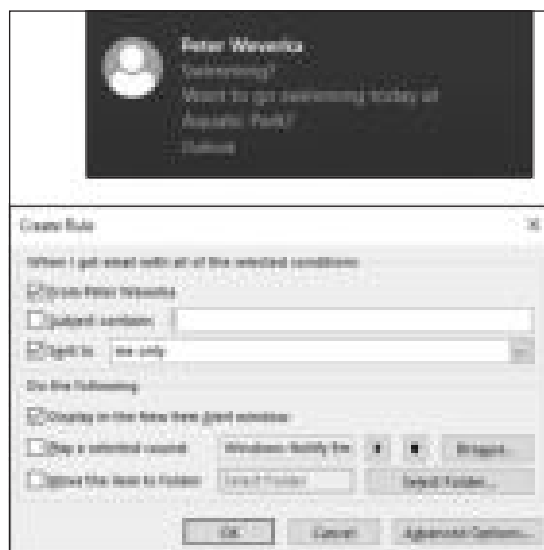 Peter Weverka
Swimming?
Want to go swimming today at
Aquatic Park?
Outlook
Create Rule
When I get email with all of the selected conditions
From Peter Weverka
Subject contains
Sent to me only
Do the following
Display in the New Item Alert window
Play a selected sound: Windows Notify Em Browse...
Move the item to folder: Select Folder Select Folder...
OK Cancel Advanced Options...